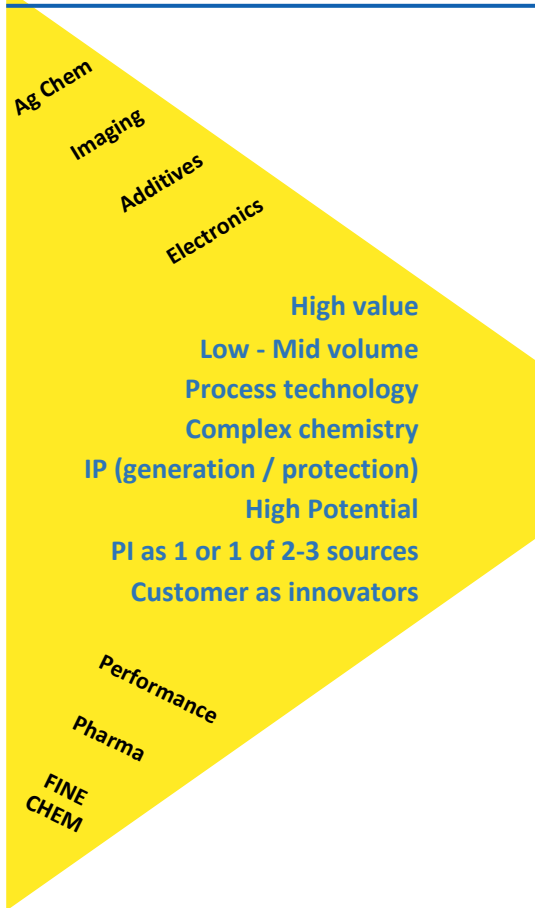 Ag Chem
Imaging
Additives
Electronics
High value
Low - Mid volume
Process technology
Complex chemistry
IP (generation / protection)
High Potential
PI as 1 or 1 of 2-3 sources
Customer as innovators
Performance
Pharma
FINE
CHEM